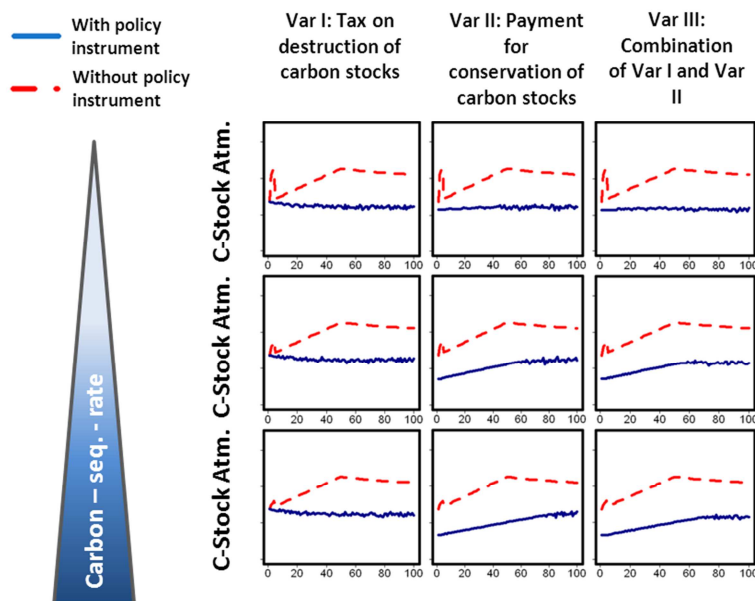 With policy
instrument
Without policy
instrument
Var I: Tax on
destruction of
carbon stocks
Var II: Payment
for
conservation of
carbon stocks
Var III:
Combination
of Var I and Var
II
C-Stock Atm.
0 20 40 60 80 100
0 20 40 60 80 100
0 20 40 60 80 100
C-Stock Atm.
0 20 40 60 80 100
0 20 40 60 80 100
0 20 40 60 80 100
C-Stock Atm.
0 20 40 60 80 100
0 20 40 60 80 100
0 20 40 60 80 100
Carbon – seq. - rate